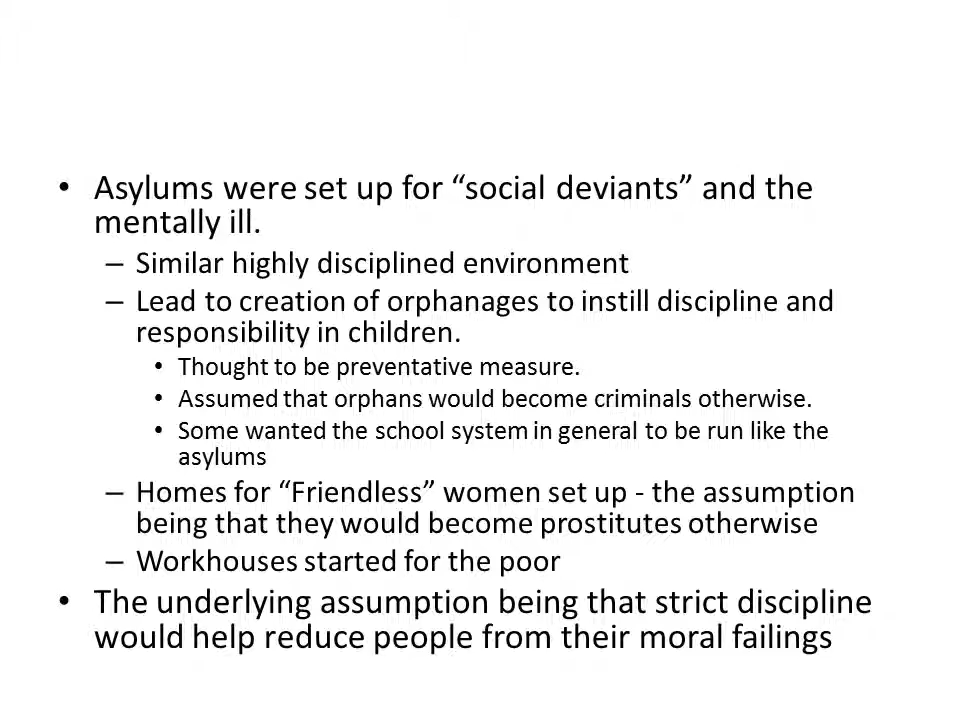 • Asylums were set up for “social deviants” and the
mentally ill.
– Similar highly disciplined environment
– Lead to creation of orphanages to instill discipline and
responsibility in children.
• Thought to be preventative measure.
• Assumed that orphans would become criminals otherwise.
• Some wanted the school system in general to be run like the
asylums
– Homes for “Friendless” women set up - the assumption
being that they would become prostitutes otherwise
– Workhouses started for the poor
• The underlying assumption being that strict discipline
would help reduce people from their moral failings